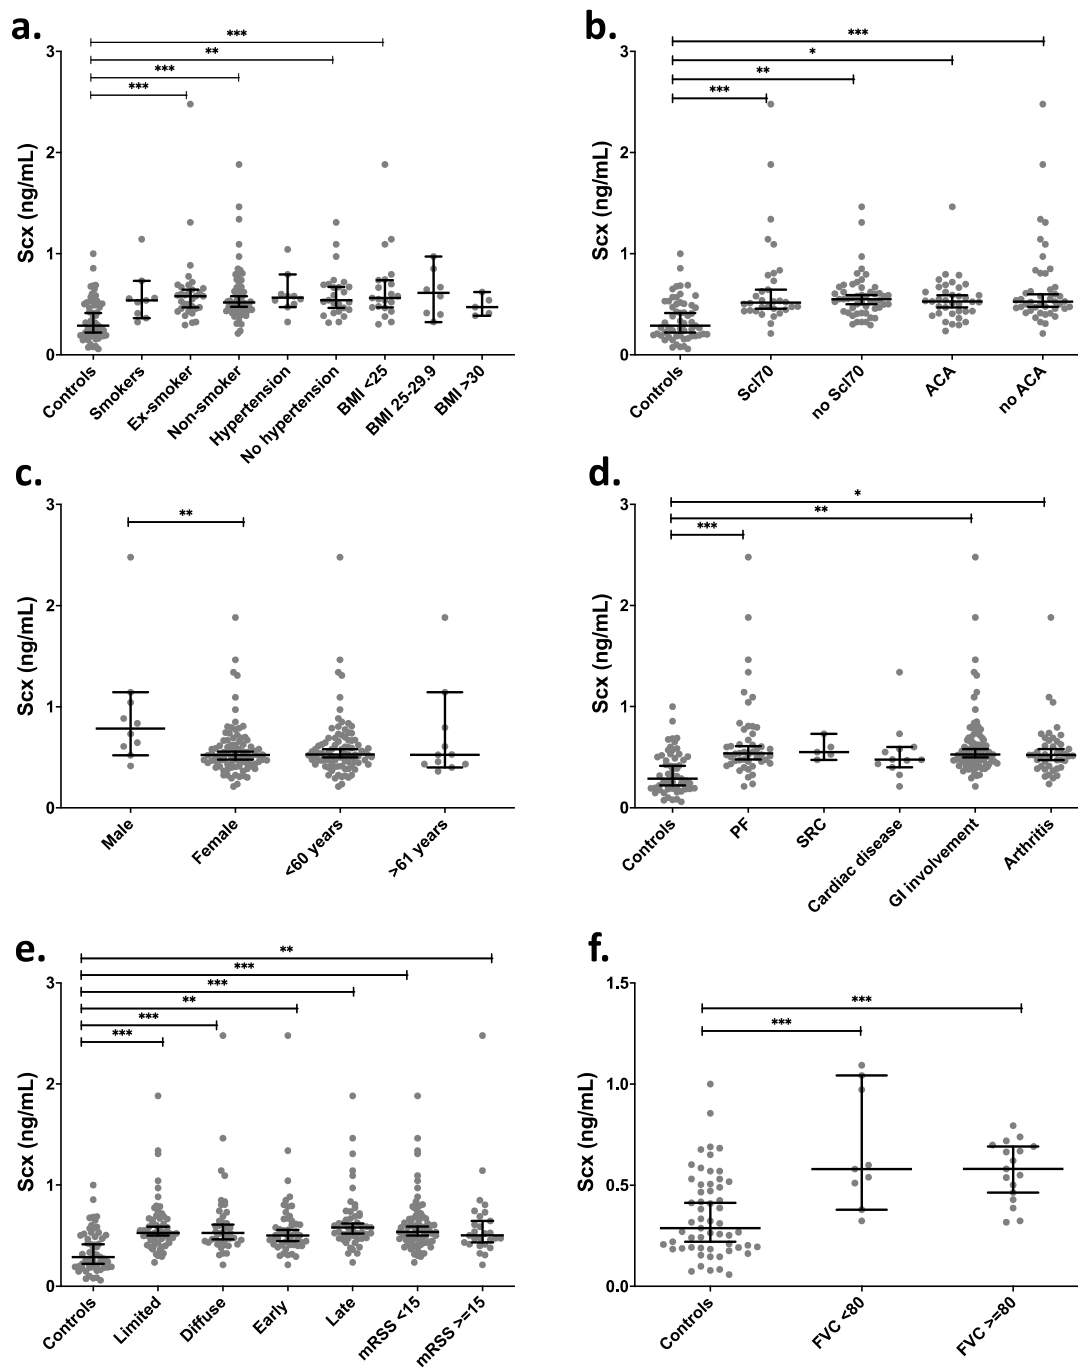 a.
***
**
***
***
3
2
1
0
Scx (ng/mL)
Controls
Smokers
Ex-smoker
Non-smoker
Hypertension
No hypertension
BMI <25
BMI 25-29.9
BMI >30
b.
***
*
**
***
3
2
1
0
Scx (ng/mL)
Controls
Scl70
no Scl70
ACA
no ACA
c.
**
3
2
1
0
Scx (ng/mL)
Male
Female
<60 years
>61 years
d.
*
**
***
3
2
1
0
Scx (ng/mL)
Controls
PF
SRC
Cardiac disease
GI involvement
Arthritis
e.
**
***
***
**
***
***
3
2
1
0
Scx (ng/mL)
Controls
Limited
Diffuse
Early
Late
mRSS <15
mRSS >=15
f.
***
***
1.5
1.0
0.5
0.0
Scx (ng/mL)
Controls
FVC <80
FVC >=80